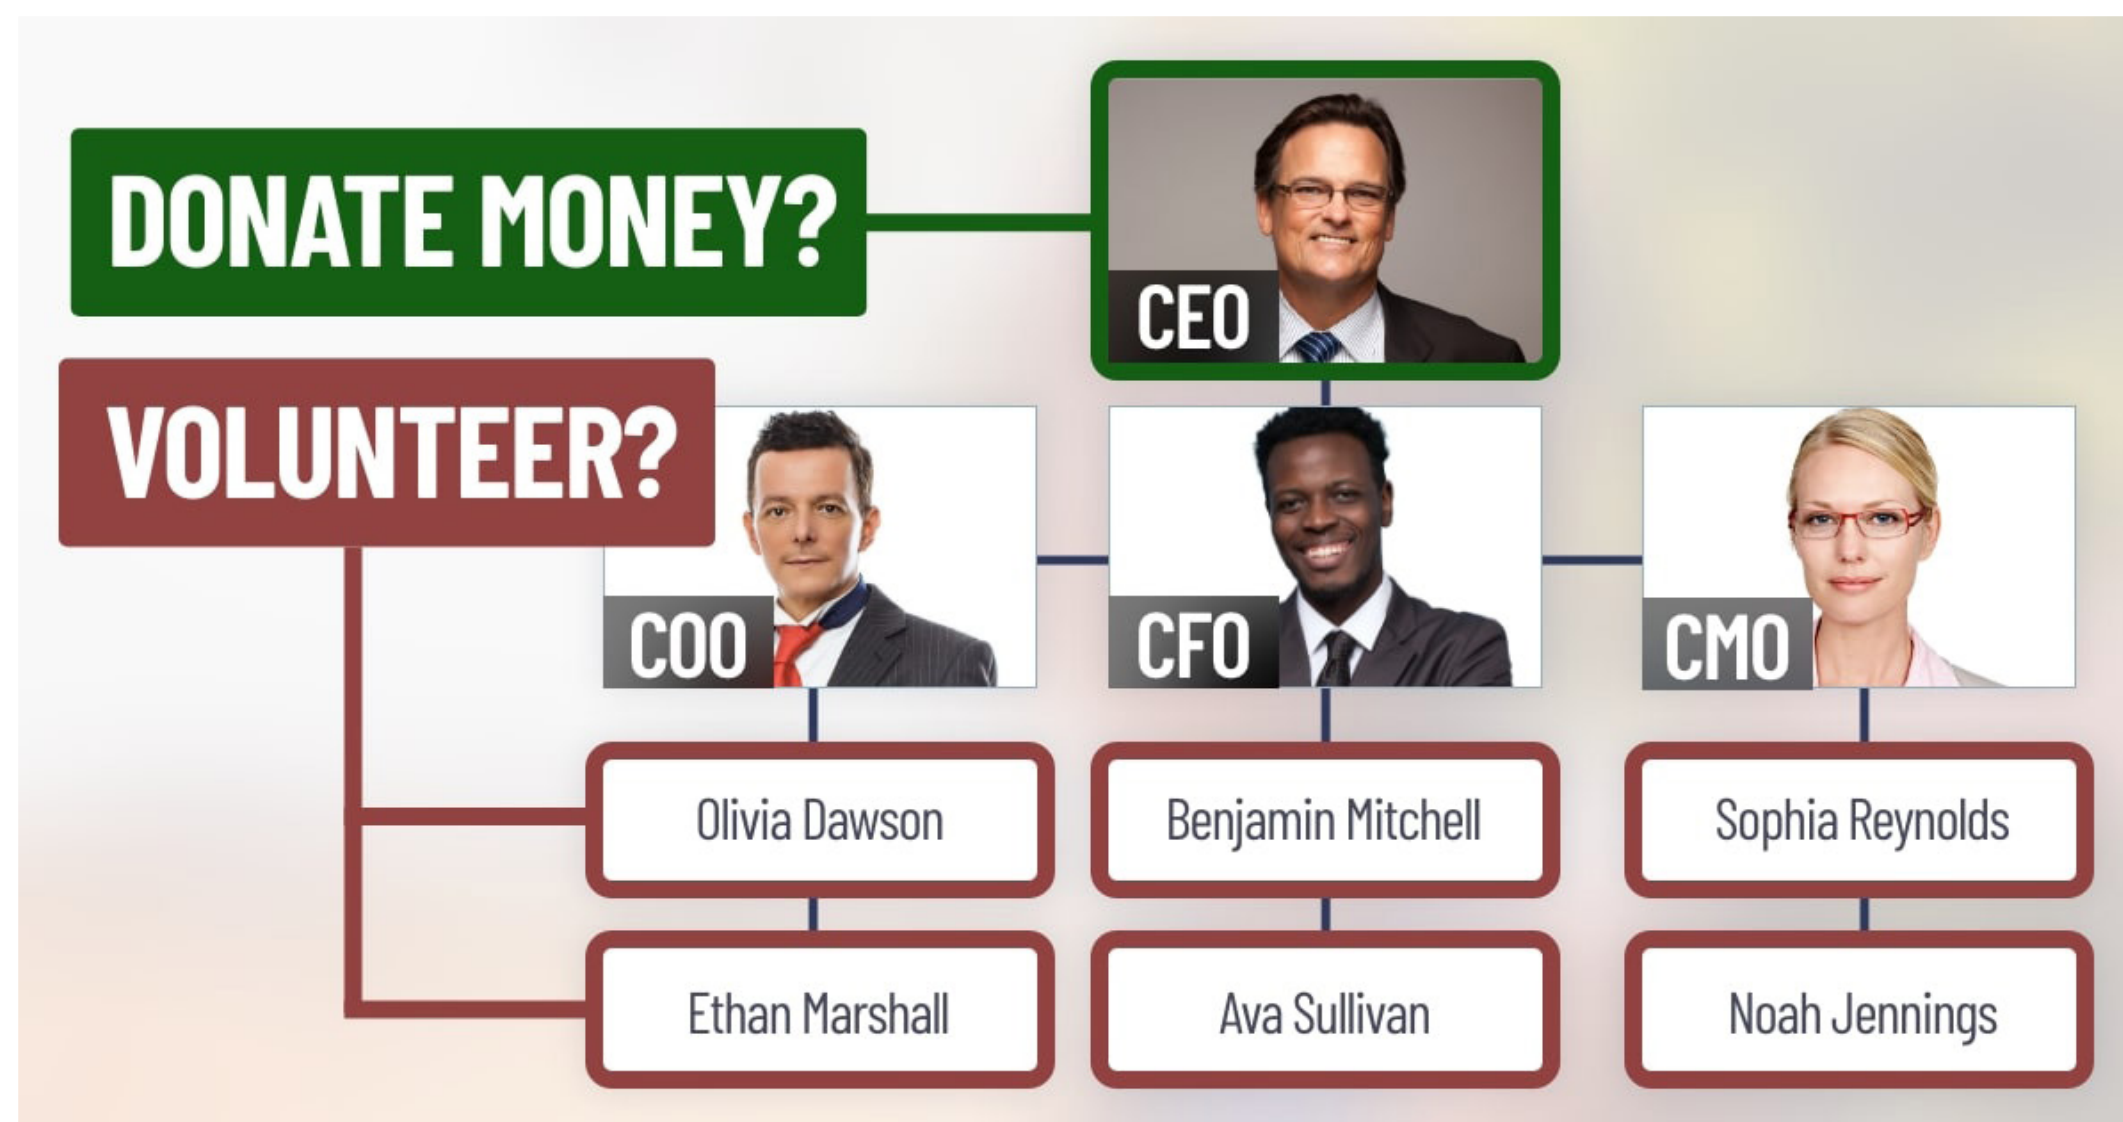 DONATE MONEY?
CEO
VOLUNTEER?
COO
CFO
CMO
Olivia Dawson
Benjamin Mitchell
Sophia Reynolds
Ethan Marshall
Ava Sullivan
Noah Jennings